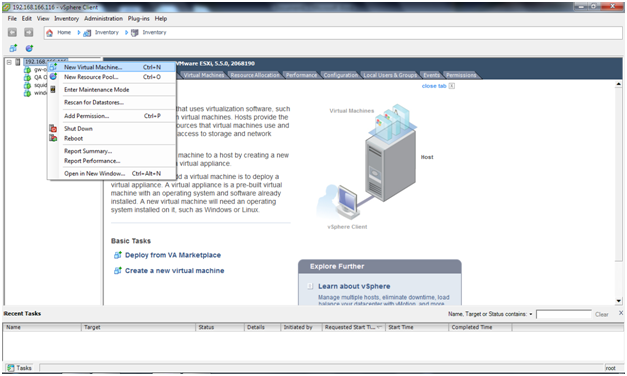 192.168.166.116 - vSphere Client
File Edit View Inventory Administration Plug-ins Help
Home Inventory Inventory
192.168.166.116
gw-
QA
squid
wind
New Virtual Machine... Ctrl+N
New Resource Pool... Ctrl+O
Enter Maintenance Mode
Rescan for Datastores...
Add Permission... Ctrl+P
Shut Down
Reboot
Report Summary...
Report Performance...
Open in New Window... Ctrl+Alt+N
VMware ESXi, 5.5.0, 2068190
Virtual Machines Resource Allocation Performance Configuration Local Users & Groups Events Permissions
close tab
that uses virtualization software, such
virtual machines. Hosts provide the
ources that virtual machines use and
access to storage and network
machine to a host by creating a new
a virtual appliance.
dd a virtual machine is to deploy a
virtual appliance. A virtual appliance is a pre-built virtual
machine with an operating system and software already
installed. A new virtual machine will need an operating
system installed on it, such as Windows or Linux.
Virtual Machines
Host
vSphere Client
Basic Tasks
Deploy from VA Marketplace
Create a new virtual machine
Explore Further
Learn about vSphere
Manage multiple hosts, eliminate downtime, load
balance your datacenter with vMotion, and more
Recent Tasks
Name, Target or Status contains: Clear
Name Target Status Details Initiated by Requested Start Ti... Start Time Completed Time
Tasks
root